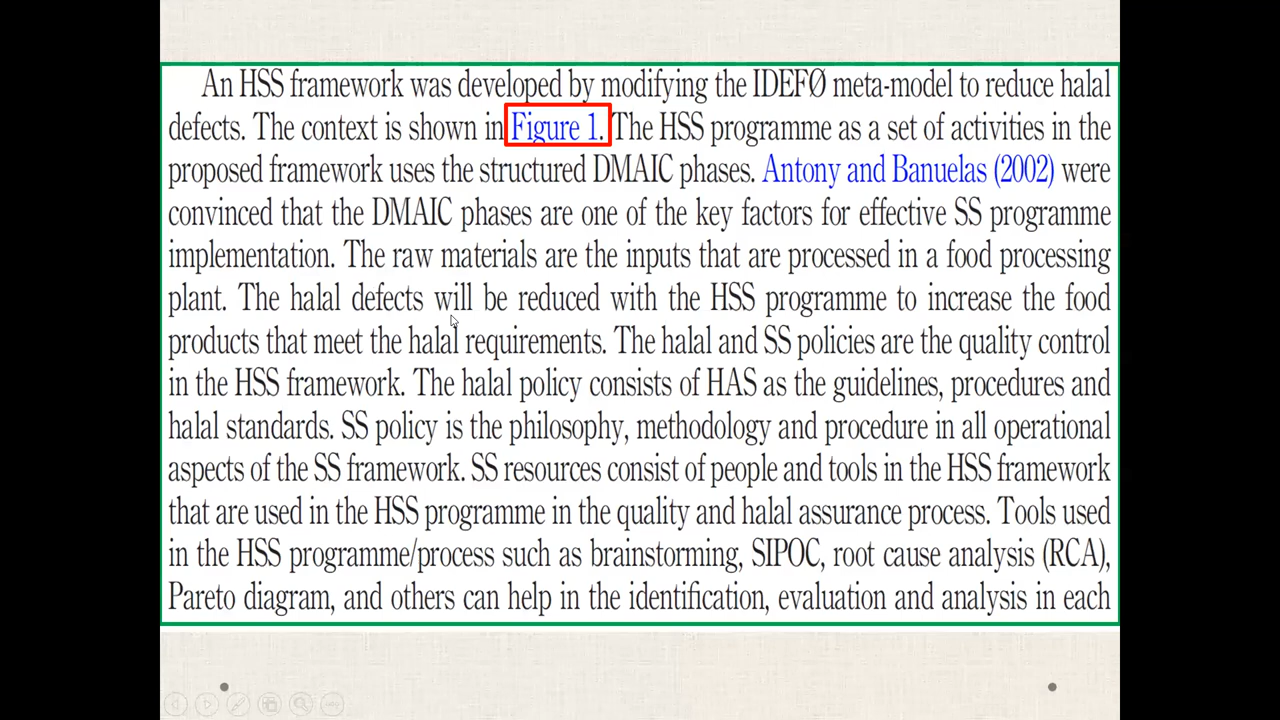 An HSS framework was developed by modifying the IDEFØ meta-model to reduce halal
defects. The context is shown in Figure 1. The HSS programme as a set of activities in the
proposed framework uses the structured DMAIC phases. Antony and Banuelas (2002) were
convinced that the DMAIC phases are one of the key factors for effective SS programme
implementation. The raw materials are the inputs that are processed in a food processing
plant. The halal defects will be reduced with the HSS programme to increase the food
products that meet the halal requirements. The halal and SS policies are the quality control
in the HSS framework. The halal policy consists of HAS as the guidelines, procedures and
halal standards. SS policy is the philosophy, methodology and procedure in all operational
aspects of the SS framework. SS resources consist of people and tools in the HSS framework
that are used in the HSS programme in the quality and halal assurance process. Tools used
in the HSS programme/process such as brainstorming, SIPOC, root cause analysis (RCA),
Pareto diagram, and others can help in the identification, evaluation and analysis in each